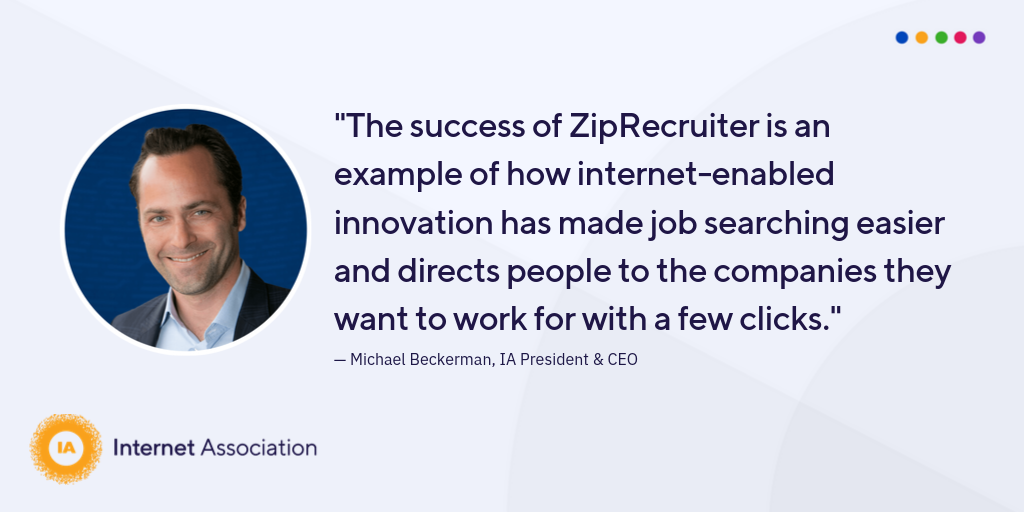 "The success of ZipRecruiter is an
example of how internet-enabled
innovation has made job searching easier
and directs people to the companies they
want to work for with a few clicks."
— Michael Beckerman, IA President & CEO
IA
Internet Association